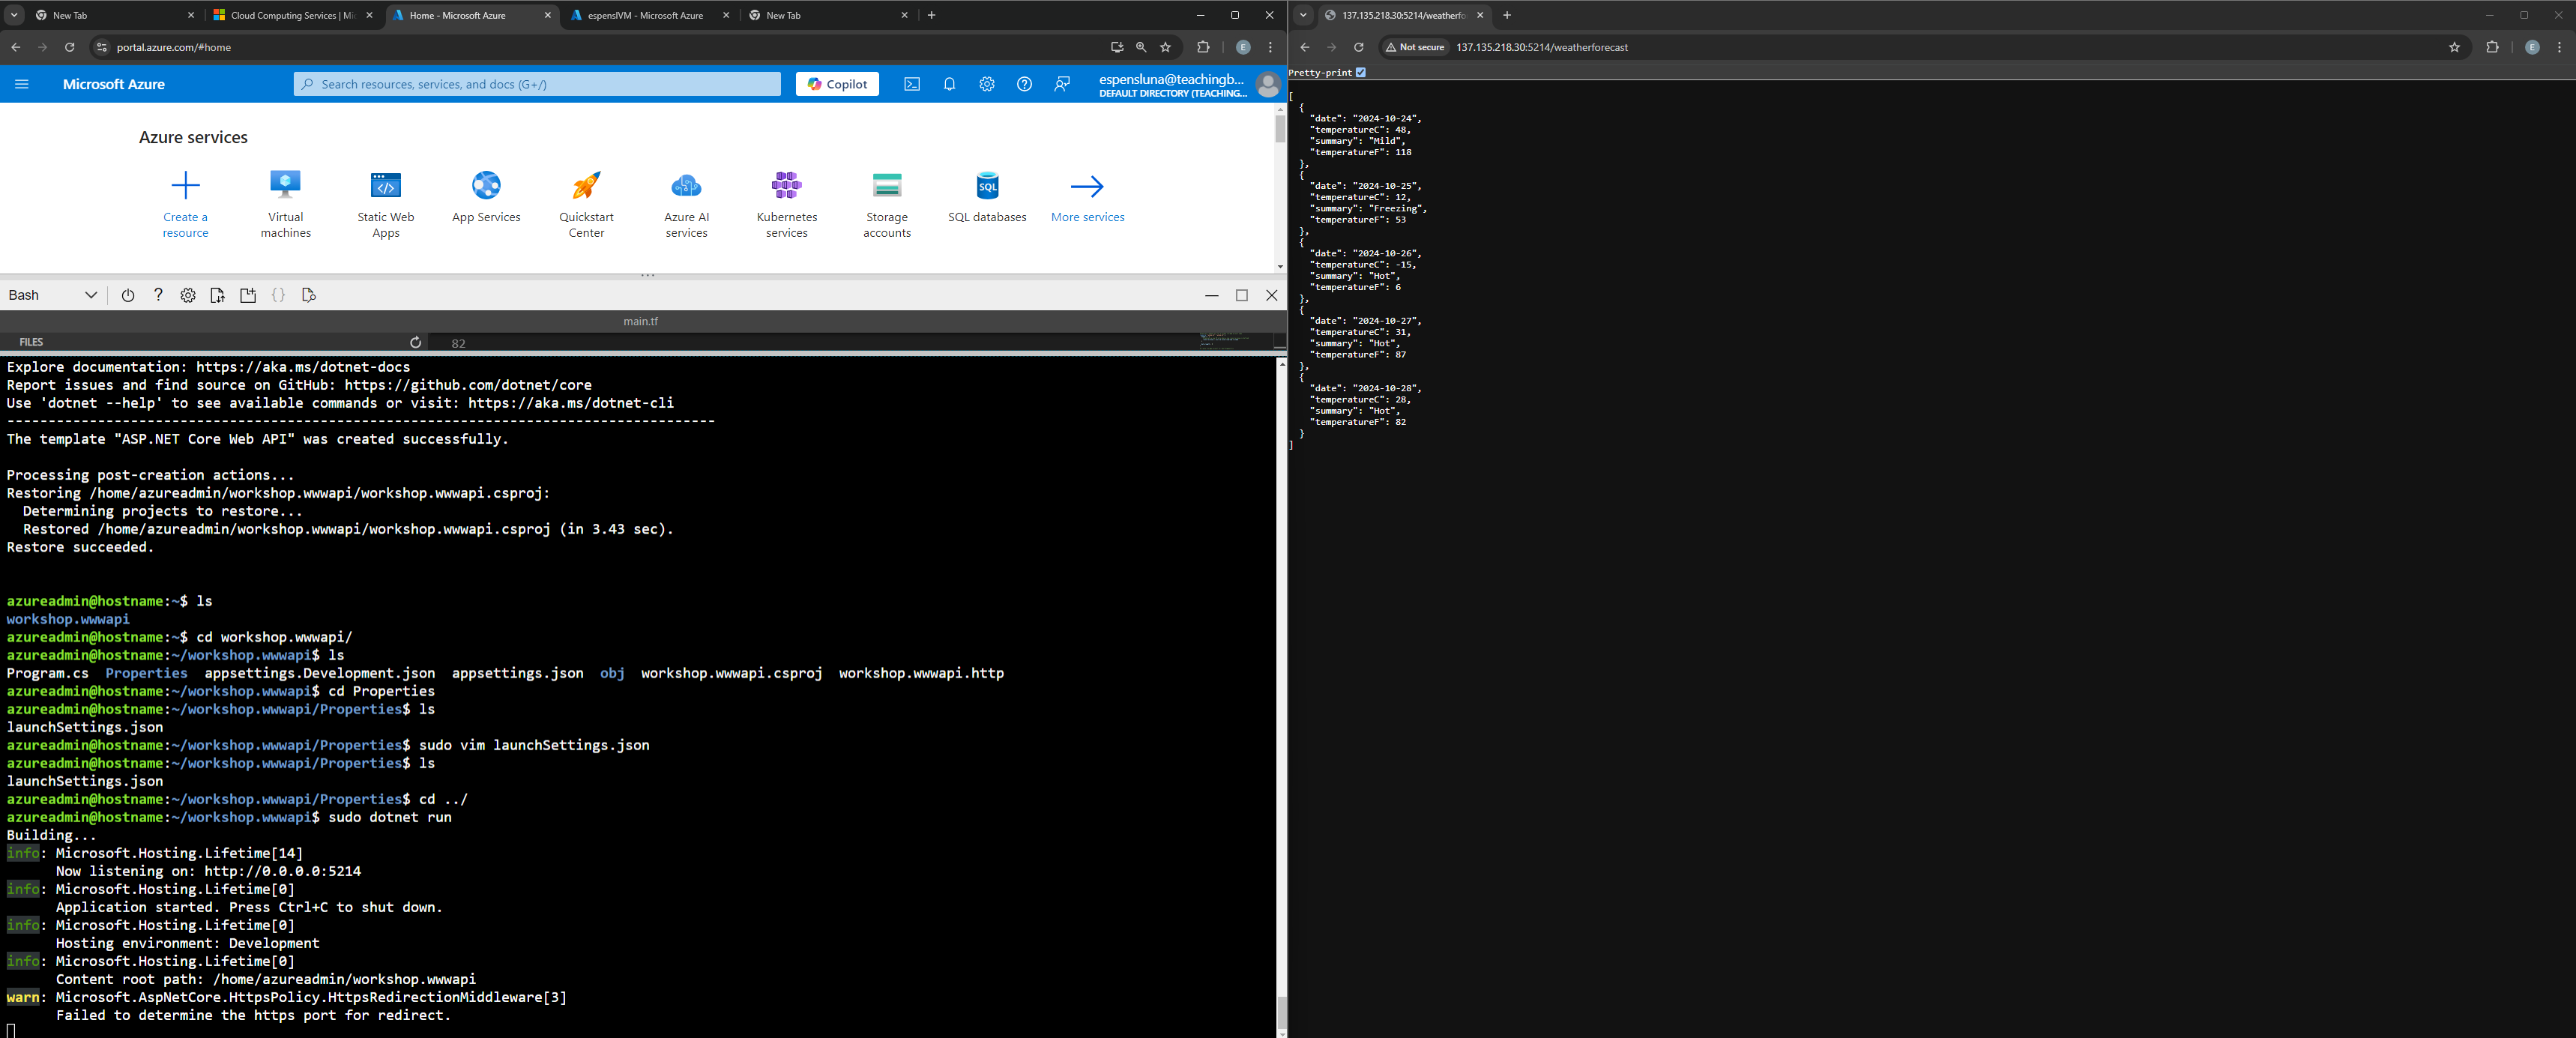 New Tab
Cloud Computing Services | Mi
Home - Microsoft Azure
espenslVM - Microsoft Azure
New Tab
portal.azure.com/#home
E
Microsoft Azure
Search resources, services, and docs (G+/)
Copilot
espensluna@teachingb...
DEFAULT DIRECTORY (TEACHING...
Azure services
Create a resource
Virtual machines
Static Web Apps
App Services
Quickstart Center
Azure AI services
Kubernetes services
Storage accounts
SQL
SQL databases
More services
Bash
main.tf
FILES
82
Explore documentation: https://aka.ms/dotnet-docs
Report issues and find source on GitHub: https://github.com/dotnet/core
Use 'dotnet --help' to see available commands or visit: https://aka.ms/dotnet-cli
--------------------------------------------------------------------------------------
The template "ASP.NET Core Web API" was created successfully.
Processing post-creation actions...
Restoring /home/azureadmin/workshop.wwwapi/workshop.wwwapi.csproj:
  Determining projects to restore...
  Restored /home/azureadmin/workshop.wwwapi/workshop.wwwapi.csproj (in 3.43 sec).
Restore succeeded.
azureadmin@hostname:~$ ls
workshop.wwwapi
azureadmin@hostname:~$ cd workshop.wwwapi/
azureadmin@hostname:~/workshop.wwwapi$ ls
Program.cs  Properties  appsettings.Development.json  appsettings.json  obj  workshop.wwwapi.csproj  workshop.wwwapi.http
azureadmin@hostname:~/workshop.wwwapi$ cd Properties
azureadmin@hostname:~/workshop.wwwapi/Properties$ ls
launchSettings.json
azureadmin@hostname:~/workshop.wwwapi/Properties$ sudo vim launchSettings.json
azureadmin@hostname:~/workshop.wwwapi/Properties$ ls
launchSettings.json
azureadmin@hostname:~/workshop.wwwapi/Properties$ cd ../
azureadmin@hostname:~/workshop.wwwapi$ sudo dotnet run
Building...
info: Microsoft.Hosting.Lifetime[14]
      Now listening on: http://0.0.0.0:5214
info: Microsoft.Hosting.Lifetime[0]
      Application started. Press Ctrl+C to shut down.
info: Microsoft.Hosting.Lifetime[0]
      Hosting environment: Development
info: Microsoft.Hosting.Lifetime[0]
      Content root path: /home/azureadmin/workshop.wwwapi
warn: Microsoft.AspNetCore.HttpsPolicy.HttpsRedirectionMiddleware[3]
      Failed to determine the https port for redirect.
137.135.218.30:5214/weatherfo
Not secure
137.135.218.30:5214/weatherforecast
E
Pretty-print
[
  {
    "date": "2024-10-24",
    "temperatureC": 48,
    "summary": "Mild",
    "temperatureF": 118
  },
  {
    "date": "2024-10-25",
    "temperatureC": 12,
    "summary": "Freezing",
    "temperatureF": 53
  },
  {
    "date": "2024-10-26",
    "temperatureC": -15,
    "summary": "Hot",
    "temperatureF": 6
  },
  {
    "date": "2024-10-27",
    "temperatureC": 31,
    "summary": "Hot",
    "temperatureF": 87
  },
  {
    "date": "2024-10-28",
    "temperatureC": 28,
    "summary": "Hot",
    "temperatureF": 82
  }
]